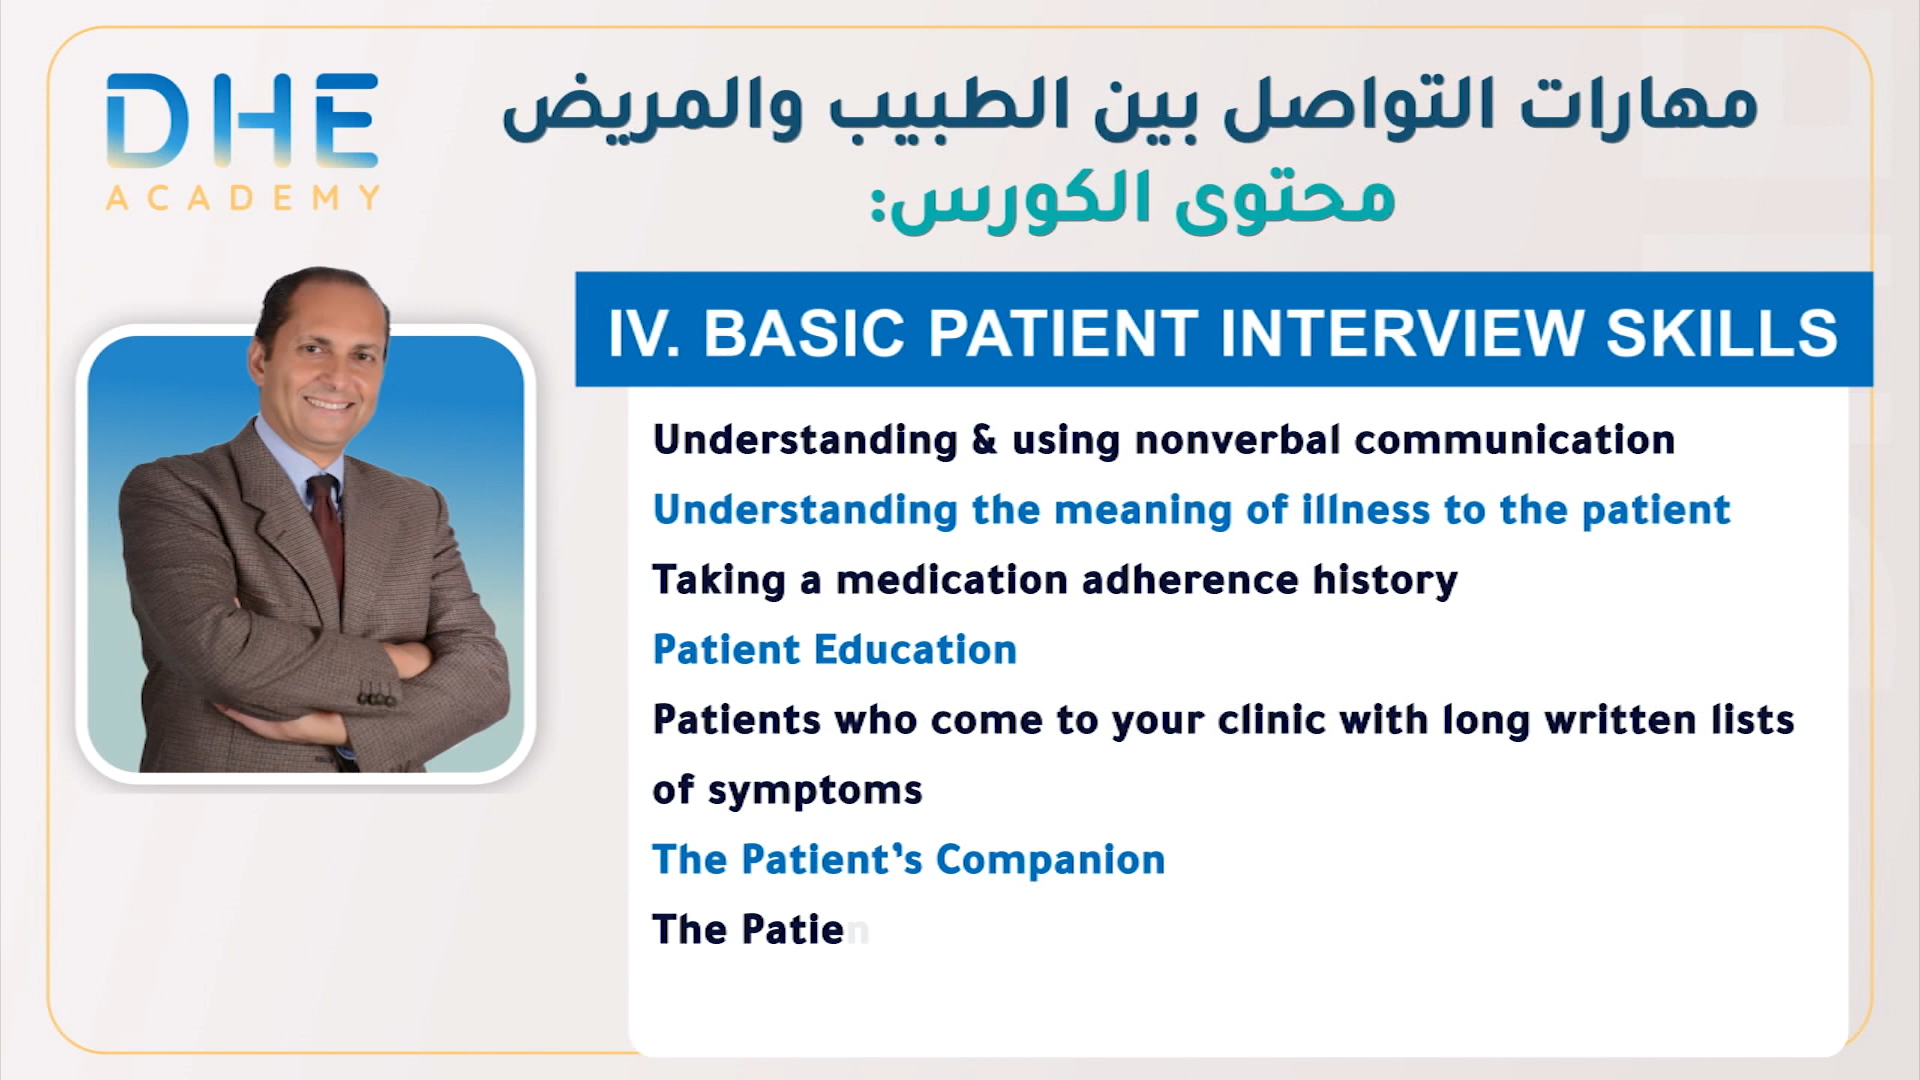 DHE
ACADEMY
مهارات التواصل بين الطبيب والمريض
محتوى الكورس:
IV. BASIC PATIENT INTERVIEW SKILLS
Understanding & using nonverbal communication
Understanding the meaning of illness to the patient
Taking a medication adherence history
Patient Education
Patients who come to your clinic with long written lists
of symptoms
The Patient’s Companion
The Patien